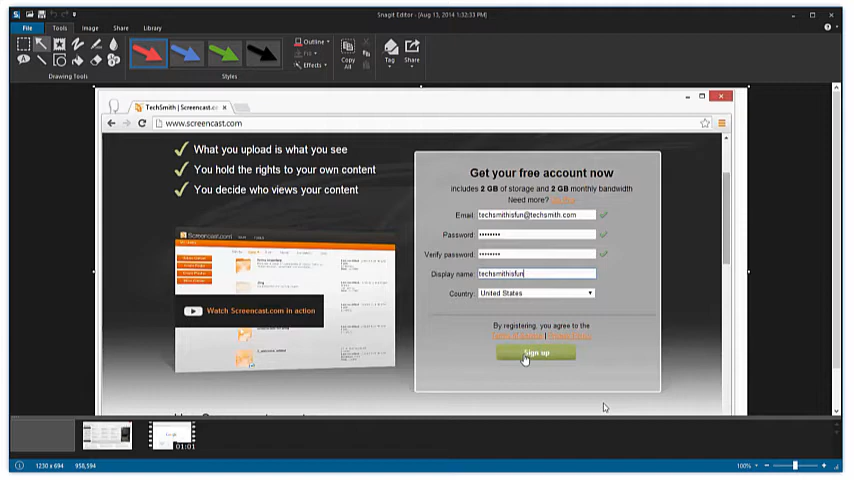 Snagit Editor - [Aug 13, 2014 1:32:33 PM]
File Tools Image Share Library
Outline
Fill
Effects
Copy All
Tag
Share
Drawing Tools
Styles
TechSmith | Screencast.co
www.screencast.com
What you upload is what you see
You hold the rights to your own content
You decide who views your content
Watch Screencast.com in action
Get your free account now
includes 2 GB of storage and 2 GB monthly bandwidth
Need more?
Email: techsmithisfun@techsmith.com
Password: ••••••••
Verify password: ••••••••
Display name: techsmithisfun
Country: United States
By registering, you agree to the
Sign up
01:01
1230 x 694 958,594
100%